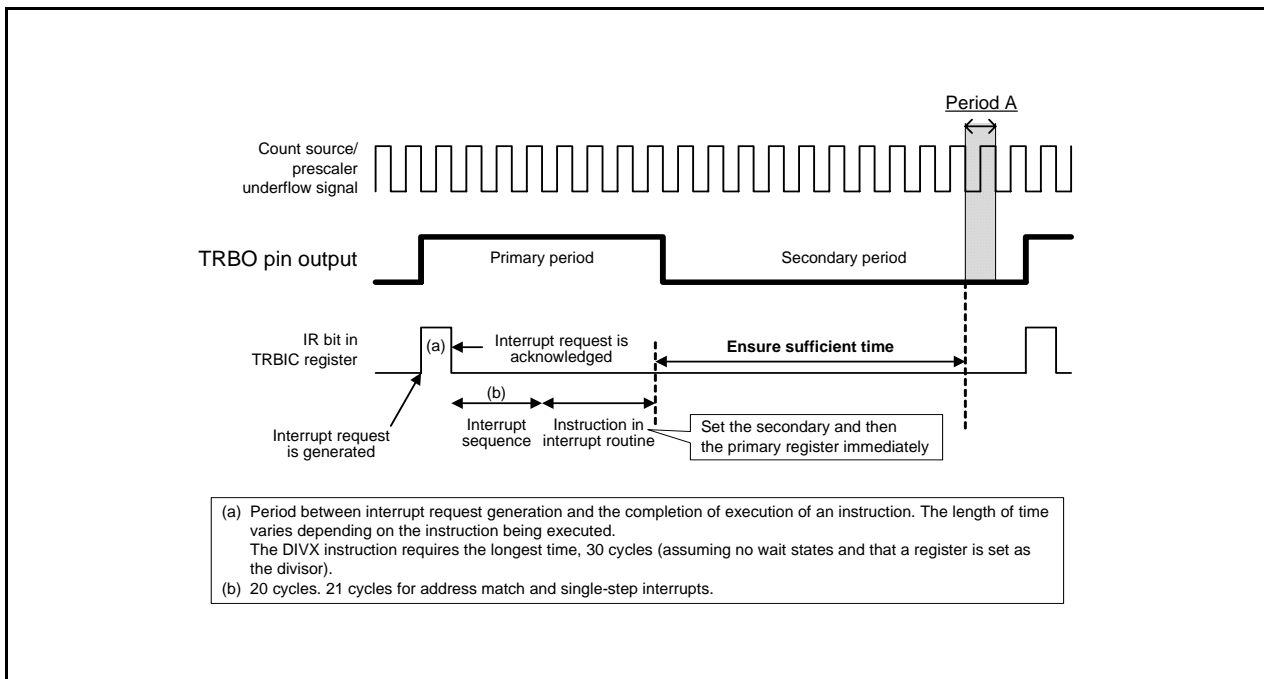 Period A
Count source/
prescaler
underflow signal
TRBO pin output
Primary period
Secondary period
IR bit in
TRBIC register
(a)
Interrupt request is
acknowledged
Ensure sufficient time
(b)
Interrupt
sequence
Instruction in
interrupt routine
Set the secondary and then
the primary register immediately
Interrupt request
is generated
(a) Period between interrupt request generation and the completion of execution of an instruction. The length of time
varies depending on the instruction being executed.
The DIVX instruction requires the longest time, 30 cycles (assuming no wait states and that a register is set as
the divisor).
(b) 20 cycles. 21 cycles for address match and single-step interrupts.